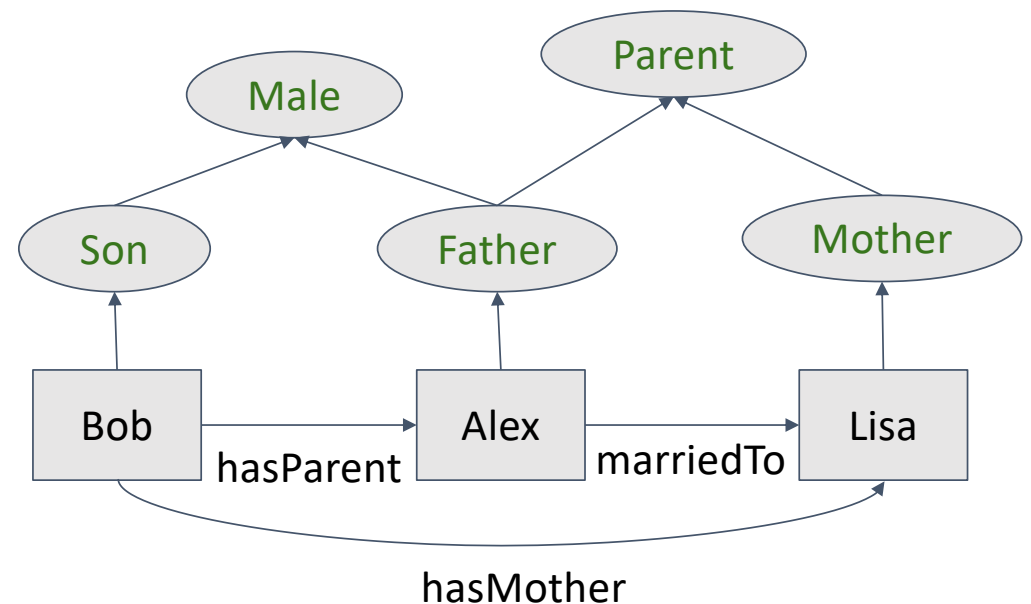 Parent
Male
Son
Father
Mother
Bob
Alex
Lisa
hasParent
marriedTo
hasMother